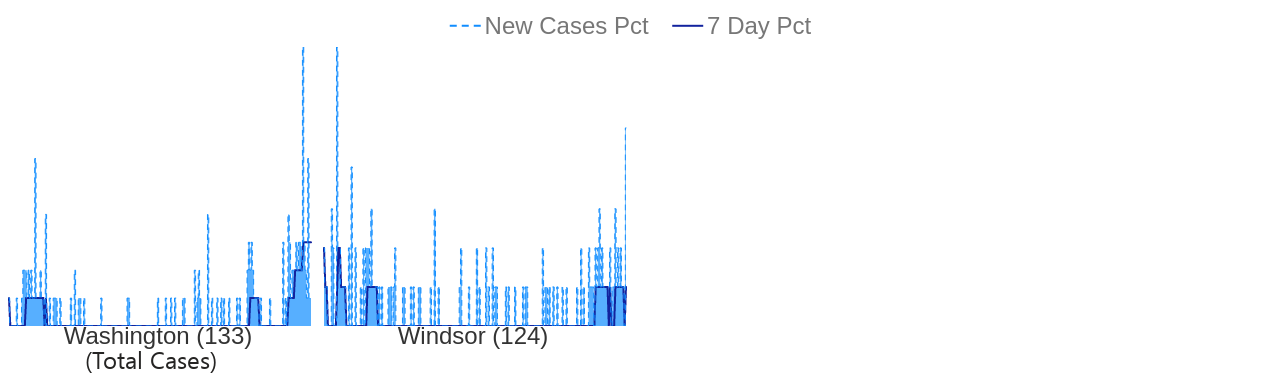 New Cases Pct 7 Day Pct
Washington (133) Windsor (124)
(Total Cases)